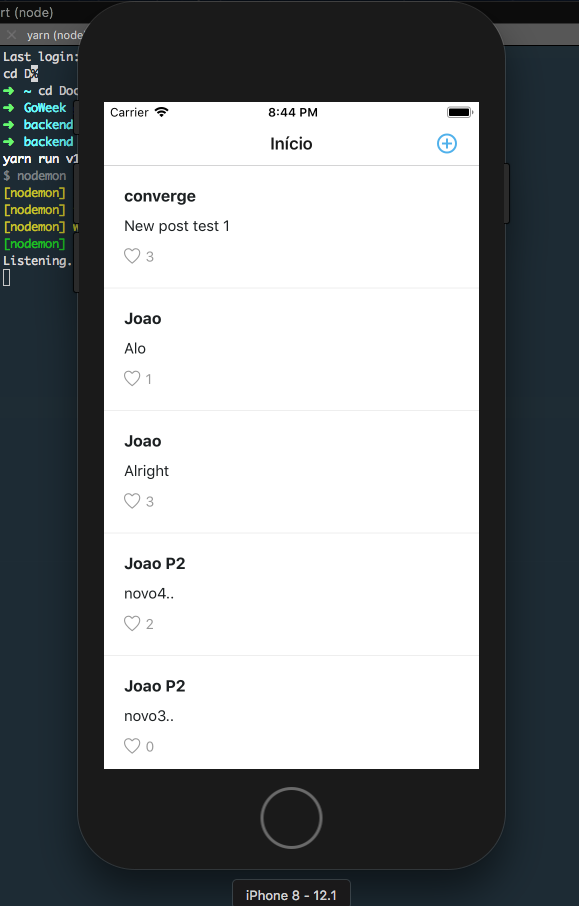 rt (node)
yarn (node
Last login:
cd D%
➜ ~ cd Doc
➜ GoWeek
➜ backend
➜ backend
yarn run v1
$ nodemon
[nodemon]
[nodemon]
[nodemon] w
[nodemon]
Listening.
Carrier 8:44 PM
Início
converge
New post test 1
3
Joao
Alo
1
Joao
Alright
3
Joao P2
novo4..
2
Joao P2
novo3..
0
iPhone 8 - 12.1